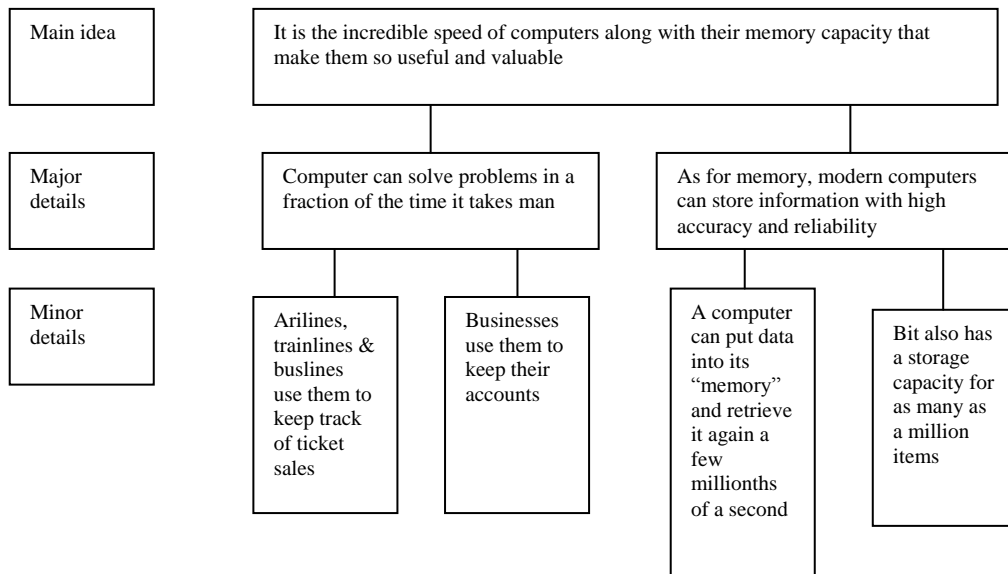 Main idea
It is the incredible speed of computers along with their memory capacity that
make them so useful and valuable
Major
details
Computer can solve problems in a
fraction of the time it takes man
As for memory, modern computers
can store information with high
accuracy and reliability
Minor
details
Arilines,
trainlines &
buslines
use them to
keep track
of ticket
sales
Businesses
use them to
keep their
accounts
A computer
can put data
into its
“memory”
and retrieve
it again a
few
millionths
of a second
Bit also has
a storage
capacity for
as many as
a million
items